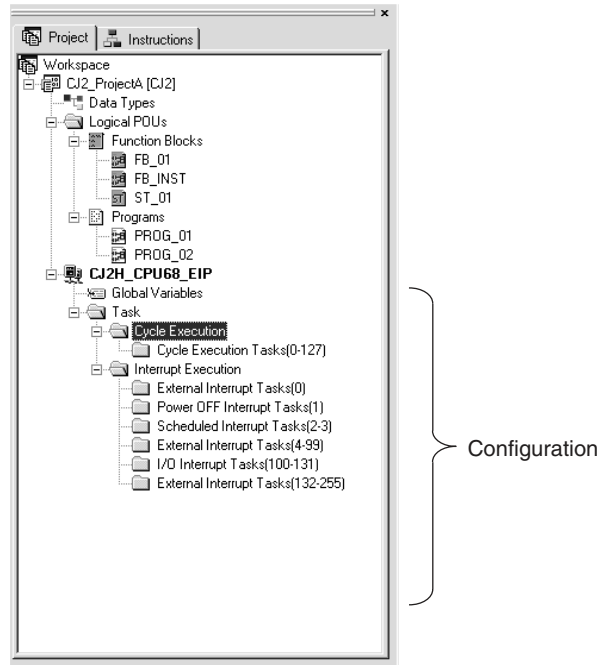 Project Instructions
Workspace
CJ2_ProjectA [CJ2]
Data Types
Logical POUs
Function Blocks
FB_01
FB_INST
ST_01
Programs
PROG_01
PROG_02
CJ2H_CPU68_EIP
Global Variables
Task
Cycle Execution
Cycle Execution Tasks(0-127)
Interrupt Execution
External Interrupt Tasks(0)
Power OFF Interrupt Tasks(1)
Scheduled Interrupt Tasks(2-3)
External Interrupt Tasks(4-99)
I/O Interrupt Tasks(100-131)
External Interrupt Tasks(132-255)
Configuration